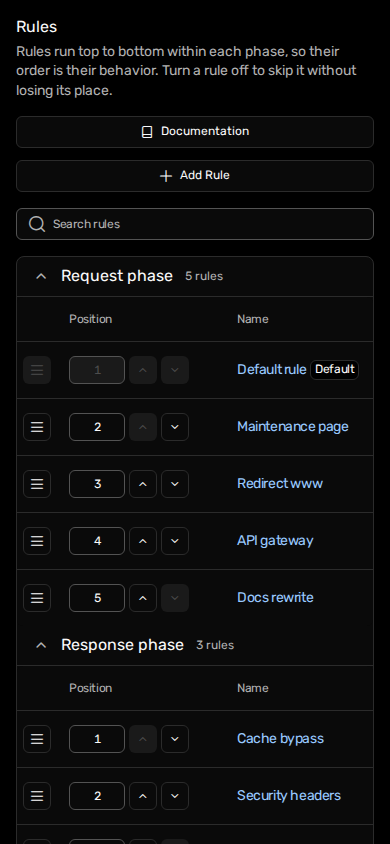 Rules
Rules run top to bottom within each phase, so their
order is their behavior. Turn a rule off to skip it without
losing its place.
Documentation
Add Rule
Search rules
Request phase 5 rules
Position Name
1 Default rule Default
2 Maintenance page
3 Redirect www
4 API gateway
5 Docs rewrite
Response phase 3 rules
Position Name
1 Cache bypass
2 Security headers